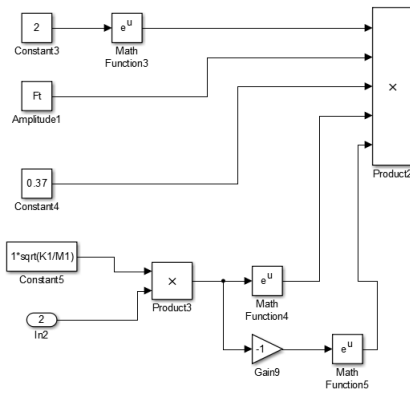 2
Constant3
e^u
Math
Function3
Ft
Amplitude1
×
Product2
0.37
Constant4
1*sqrt(K1/M1)
Constant5
×
Product3
2
In2
e^u
Math
Function4
-1
Gain9
e^u
Math
Function5